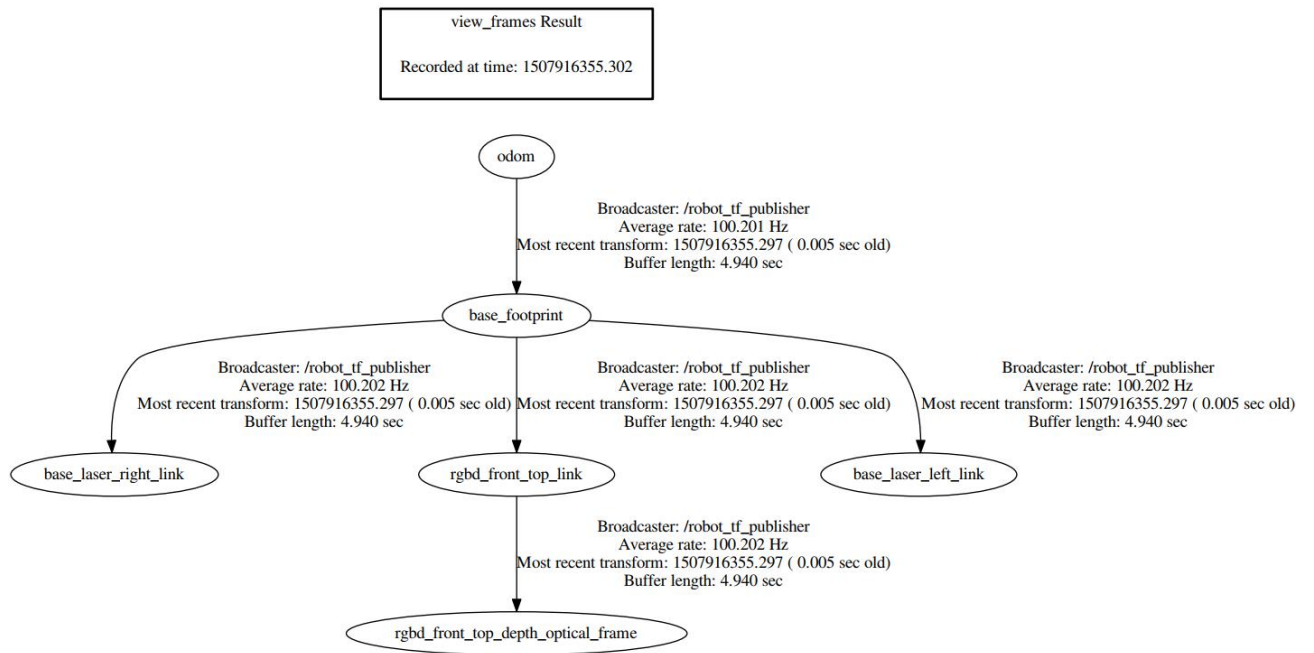 view_frames Result
Recorded at time: 1507916355.302
odom
Broadcaster: /robot_tf_publisher
Average rate: 100.201 Hz
Most recent transform: 1507916355.297 ( 0.005 sec old)
Buffer length: 4.940 sec
base_footprint
Broadcaster: /robot_tf_publisher
Average rate: 100.202 Hz
Most recent transform: 1507916355.297 ( 0.005 sec old)
Buffer length: 4.940 sec
Broadcaster: /robot_tf_publisher
Average rate: 100.202 Hz
Most recent transform: 1507916355.297 ( 0.005 sec old)
Buffer length: 4.940 sec
Broadcaster: /robot_tf_publisher
Average rate: 100.202 Hz
Most recent transform: 1507916355.297 ( 0.005 sec old)
Buffer length: 4.940 sec
base_laser_right_link
rgbd_front_top_link
base_laser_left_link
Broadcaster: /robot_tf_publisher
Average rate: 100.202 Hz
Most recent transform: 1507916355.297 ( 0.005 sec old)
Buffer length: 4.940 sec
rgbd_front_top_depth_optical_frame